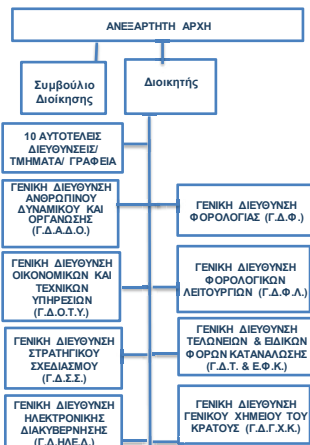 ΑΝΕΞΑΡΤΗΤΗ ΑΡΧΗ
Συμβούλιο
Διοίκησης
Διοικητής
10 ΑΥΤΟΤΕΛΕΙΣ
ΔΙΕΥΘΥΝΣΕΙΣ/
ΤΜΗΜΑΤΑ/ ΓΡΑΦΕΙΑ
ΓΕΝΙΚΗ ΔΙΕΥΘΥΝΣΗ
ΑΝΘΡΩΠΙΝΟΥ
ΔΥΝΑΜΙΚΟΥ ΚΑΙ
ΟΡΓΑΝΩΣΗΣ
(Γ.Δ.Α.Δ.Ο.)
ΓΕΝΙΚΗ ΔΙΕΥΘΥΝΣΗ
ΦΟΡΟΛΟΓΙΑΣ (Γ.Δ.Φ.)
ΓΕΝΙΚΗ ΔΙΕΥΘΥΝΣΗ
ΟΙΚΟΝΟΜΙΚΩΝ ΚΑΙ
ΤΕΧΝΙΚΩΝ
ΥΠΗΡΕΣΙΩΝ
(Γ.Δ.Ο.Τ.Υ.)
ΓΕΝΙΚΗ ΔΙΕΥΘΥΝΣΗ
ΦΟΡΟΛΟΓΙΚΩΝ
ΛΕΙΤΟΥΡΓΙΩΝ (Γ.Δ.Φ.Λ.)
ΓΕΝΙΚΗ ΔΙΕΥΘΥΝΣΗ
ΣΤΡΑΤΗΓΙΚΟΥ
ΣΧΕΔΙΑΣΜΟΥ
(Γ.Δ.Σ.Σ.)
ΓΕΝΙΚΗ ΔΙΕΥΘΥΝΣΗ
ΤΕΛΩΝΕΙΩΝ & ΕΙΔΙΚΩΝ
ΦΟΡΩΝ ΚΑΤΑΝΑΛΩΣΗΣ
(Γ.Δ.Τ. & Ε.Φ.Κ.)
ΓΕΝΙΚΗ ΔΙΕΥΘΥΝΣΗ
ΗΛΕΚΤΡΟΝΙΚΗΣ
ΔΙΑΚΥΒΕΡΝΗΣΗΣ
(Γ.Δ.ΗΛΕ.Δ.)
ΓΕΝΙΚΗ ΔΙΕΥΘΥΝΣΗ
ΓΕΝΙΚΟΥ ΧΗΜΕΙΟΥ ΤΟΥ
ΚΡΑΤΟΥΣ (Γ.Δ.Γ.Χ.Κ.)